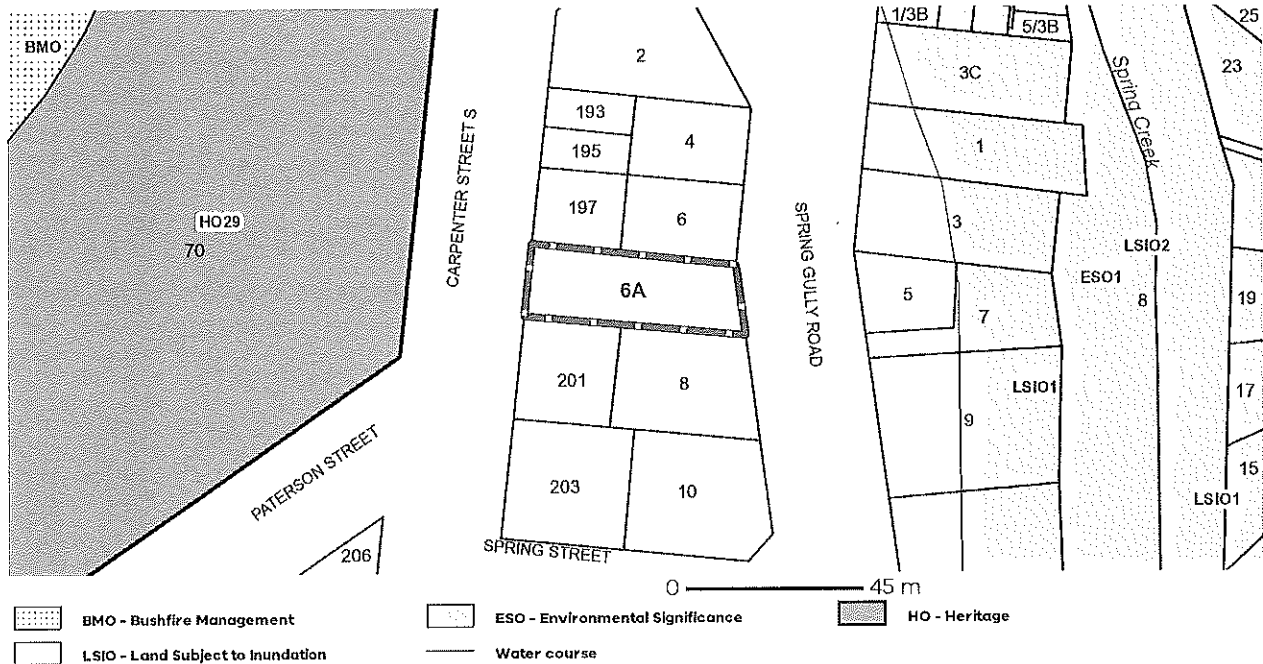 BMO
2
1/3B
5/3B
25
3C
23
193
195
4
1
Spring Creek
CARPENTER STREET S
197
6
SPRING GULLY ROAD
3
HO29
70
LSIO2
ESO1
6A
5
7
8
19
201
8
LSIO1
17
9
PATERSON STREET
203
10
15
LSIO1
206
SPRING STREET
0 45 m
BMO - Bushfire Management
ESO - Environmental Significance
HO - Heritage
LSIO - Land Subject to Inundation
Water course